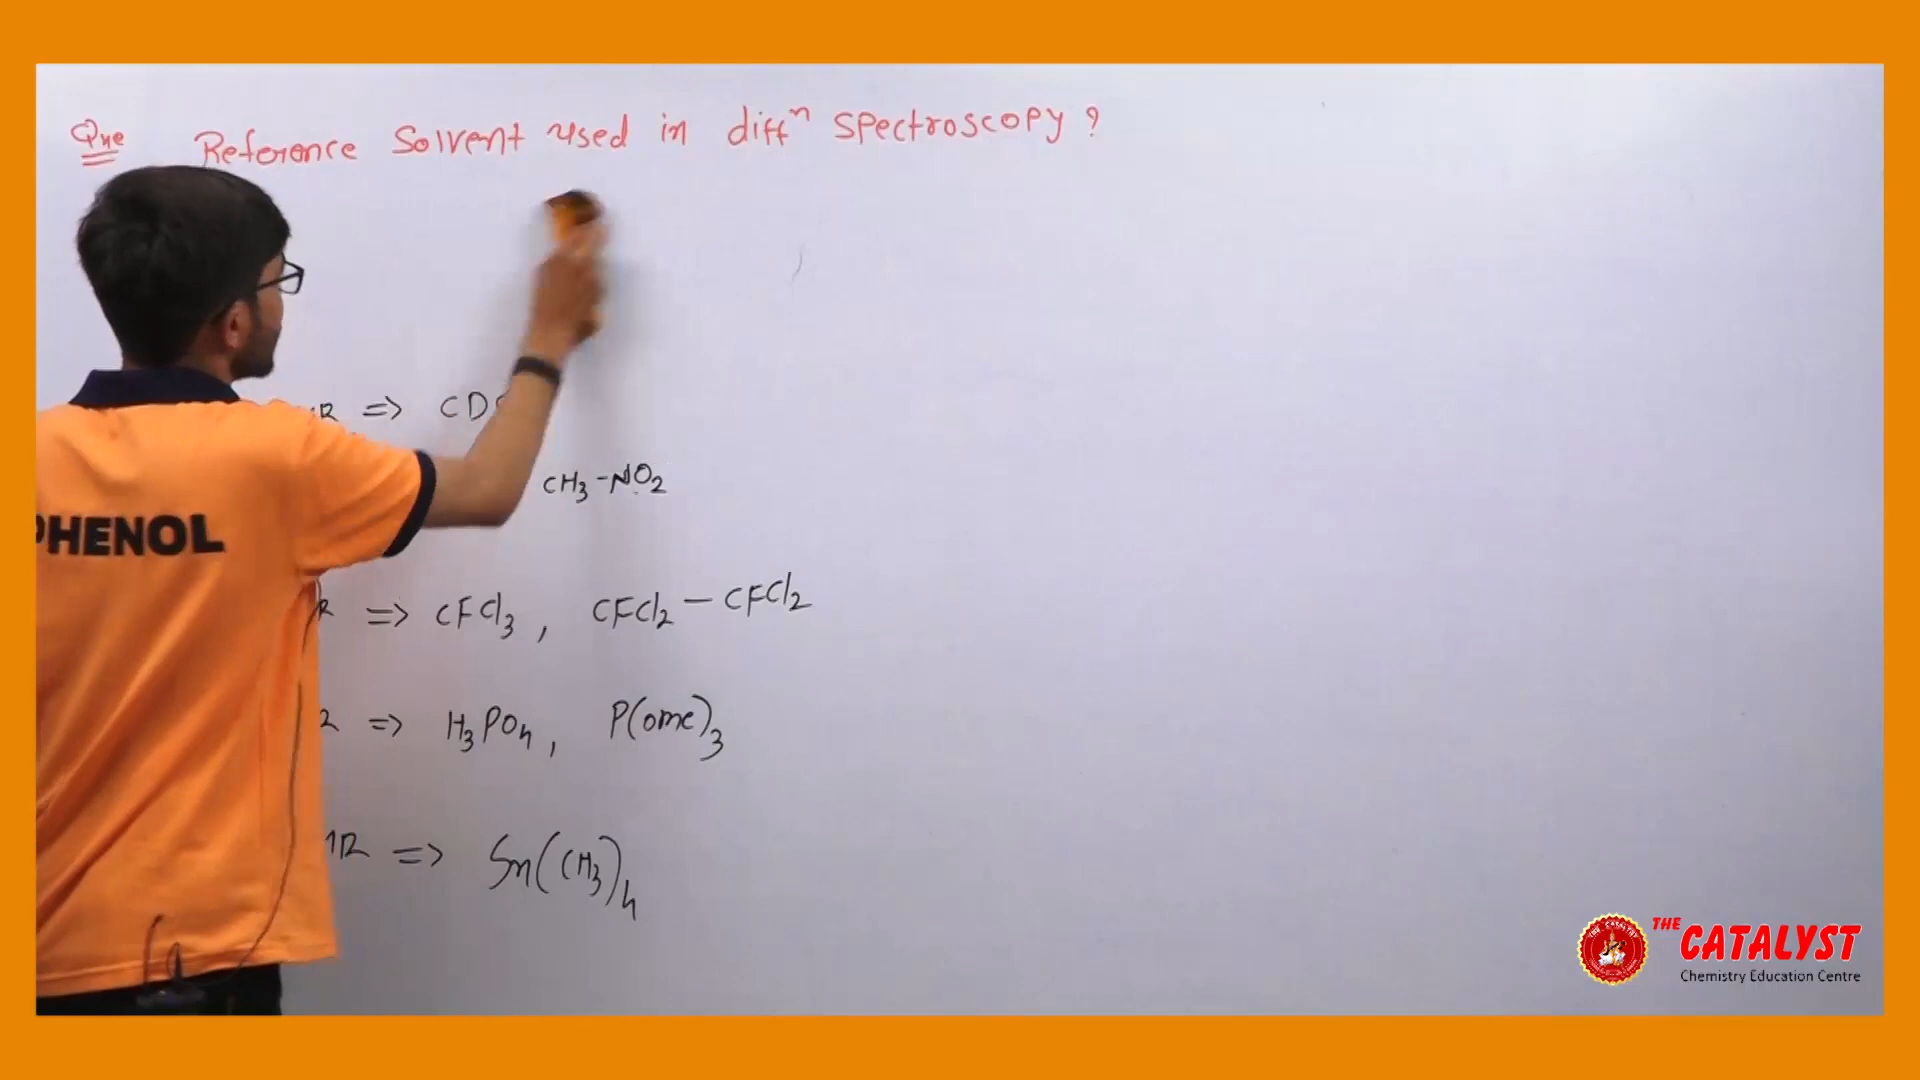 Que Reference Solvent used in diffⁿ spectroscopy?
R => CD
CH₃-NO₂
R => CFCl₃, CFCl₂ - CFCl₂
=> H₃PO₄, P(OMe)₃
MR => Sn(CH₃)₄
PHENOL
THE CATALYST
Chemistry Education Centre